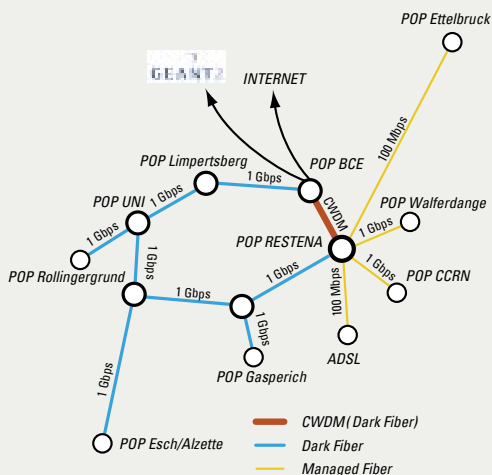 POP Ettelbruck
GEANT2
INTERNET
100 Mbps
POP Limpertsberg
1 Gbps
POP BCE
1 Gbps
CWDM
POP UNI
POP Walferdange
1 Gbps
1 Gbps
POP RESTENA
POP Rollingergrund
1 Gbps
1 Gbps
1 Gbps
POP CCRN
1 Gbps
100 Mbps
1 Gbps
POP Gasperich
ADSL
1 Gbps
POP Esch/Alzette
CWDM (Dark Fiber)
Dark Fiber
Managed Fiber